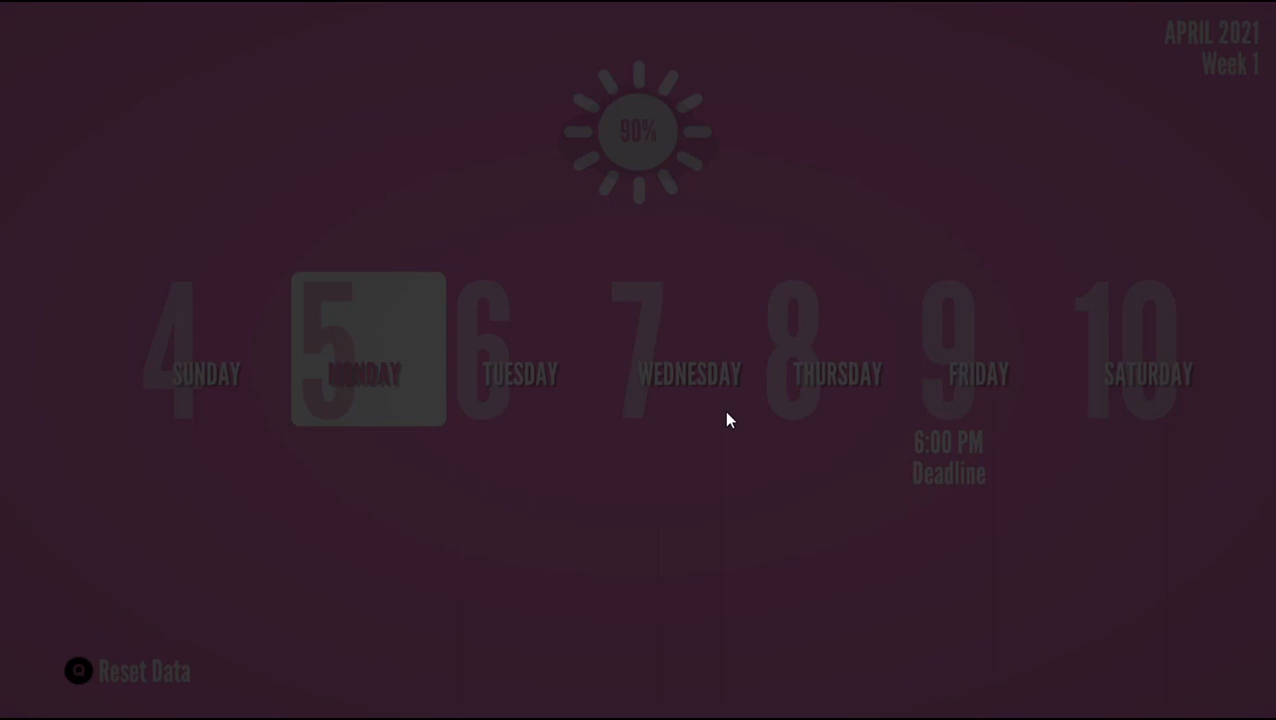 APRIL 2021
Week 1
90%
4 5 6 7 8 9 10
SUNDAY MONDAY TUESDAY WEDNESDAY THURSDAY FRIDAY SATURDAY
6:00 PM
Deadline
Q Reset Data